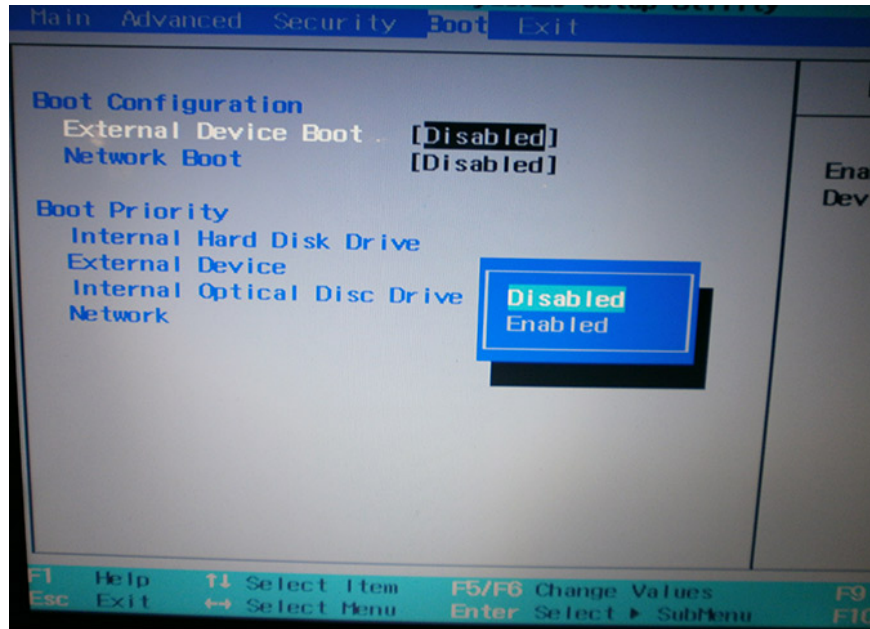 Setup Utility
Main Advanced Security Boot Exit
Boot Configuration
External Device Boot [Disabled]
Network Boot [Disabled]
Boot Priority
Internal Hard Disk Drive
External Device
Internal Optical Disc Drive
Network
Disabled
Enabled
Ena
Dev
F1 Help ↑↓ Select Item F5/F6 Change Values F9
Esc Exit ↔ Select Menu Enter Select ▶ SubMenu F10